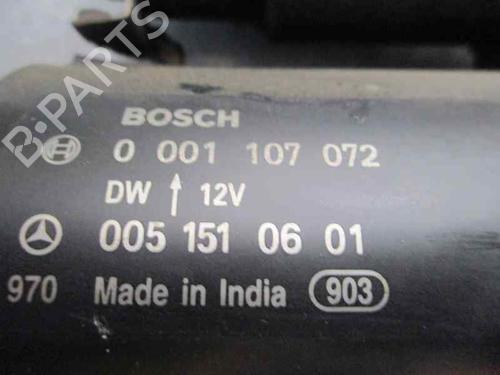 BOSCH
0 001 107 072
DW ↑ 12V
005 151 06 01
970 Made in India 903
B-PARTS